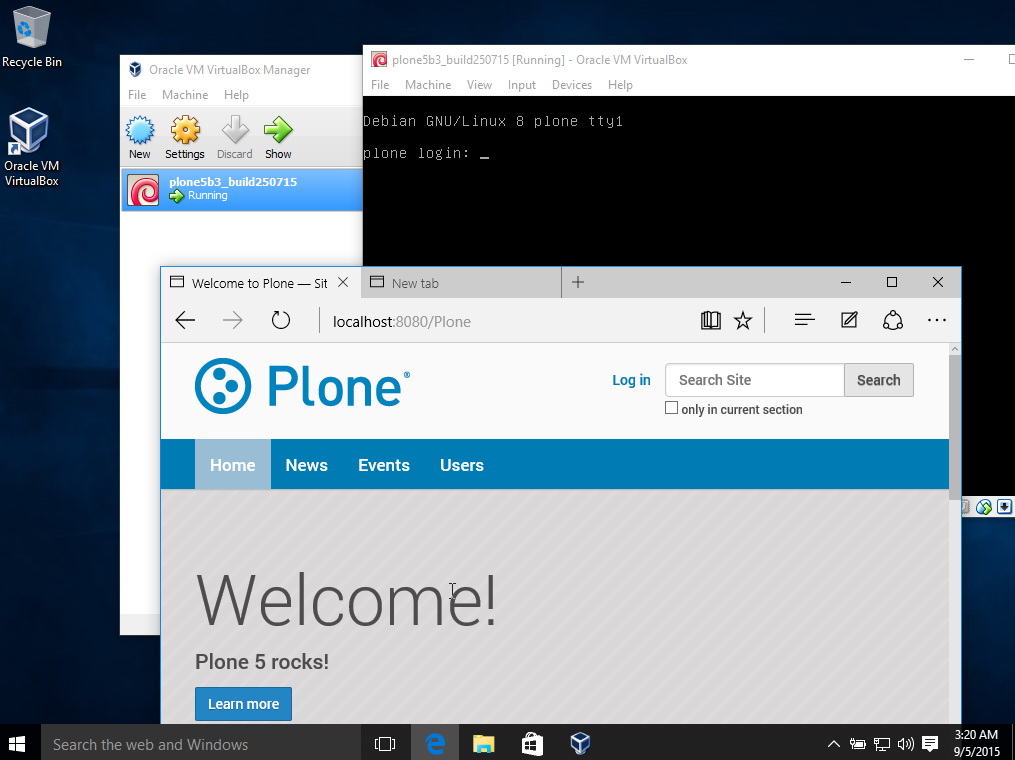 Recycle Bin
Oracle VM
VirtualBox
Oracle VM VirtualBox Manager
File Machine Help
New Settings Discard Show
plone5b3_build250715
Running
plone5b3_build250715 [Running] - Oracle VM VirtualBox
File Machine View Input Devices Help
Debian GNU/Linux 8 plone tty1
plone login: _
Welcome to Plone — Sit
New tab
localhost:8080/Plone
Plone®
Log in
Search Site
Search
only in current section
Home News Events Users
Welcome!
Plone 5 rocks!
Learn more
Search the web and Windows
3:20 AM
9/5/2015